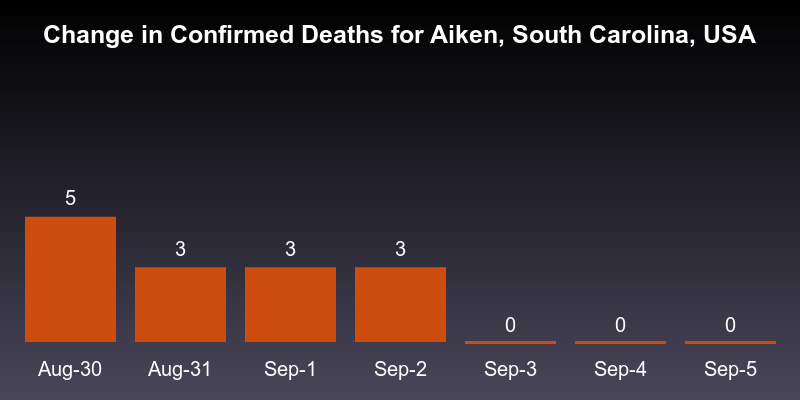 Change in Confirmed Deaths for Aiken, South Carolina, USA
5
3
3
3
0
0
0
Aug-30
Aug-31
Sep-1
Sep-2
Sep-3
Sep-4
Sep-5